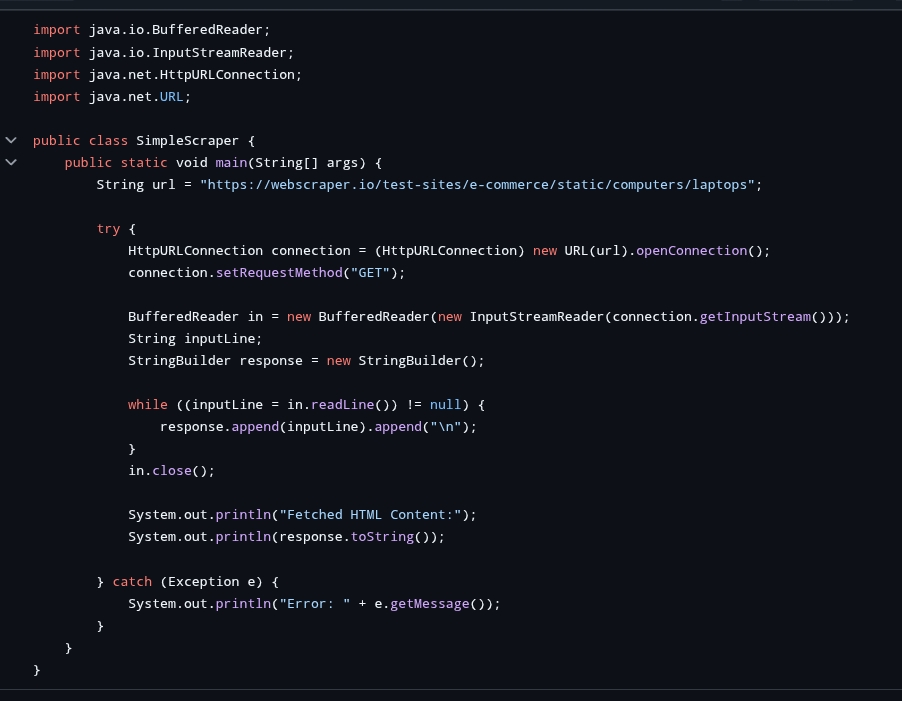 import java.io.BufferedReader;
import java.io.InputStreamReader;
import java.net.HttpURLConnection;
import java.net.URL;
public class SimpleScraper {
public static void main(String[] args) {
String url = "https://webscraper.io/test-sites/e-commerce/static/computers/laptops";
try {
HttpURLConnection connection = (HttpURLConnection) new URL(url).openConnection();
connection.setRequestMethod("GET");
BufferedReader in = new BufferedReader(new InputStreamReader(connection.getInputStream()));
String inputLine;
StringBuilder response = new StringBuilder();
while ((inputLine = in.readLine()) != null) {
response.append(inputLine).append("\n");
}
in.close();
System.out.println("Fetched HTML Content:");
System.out.println(response.toString());
} catch (Exception e) {
System.out.println("Error: " + e.getMessage());
}
}
}